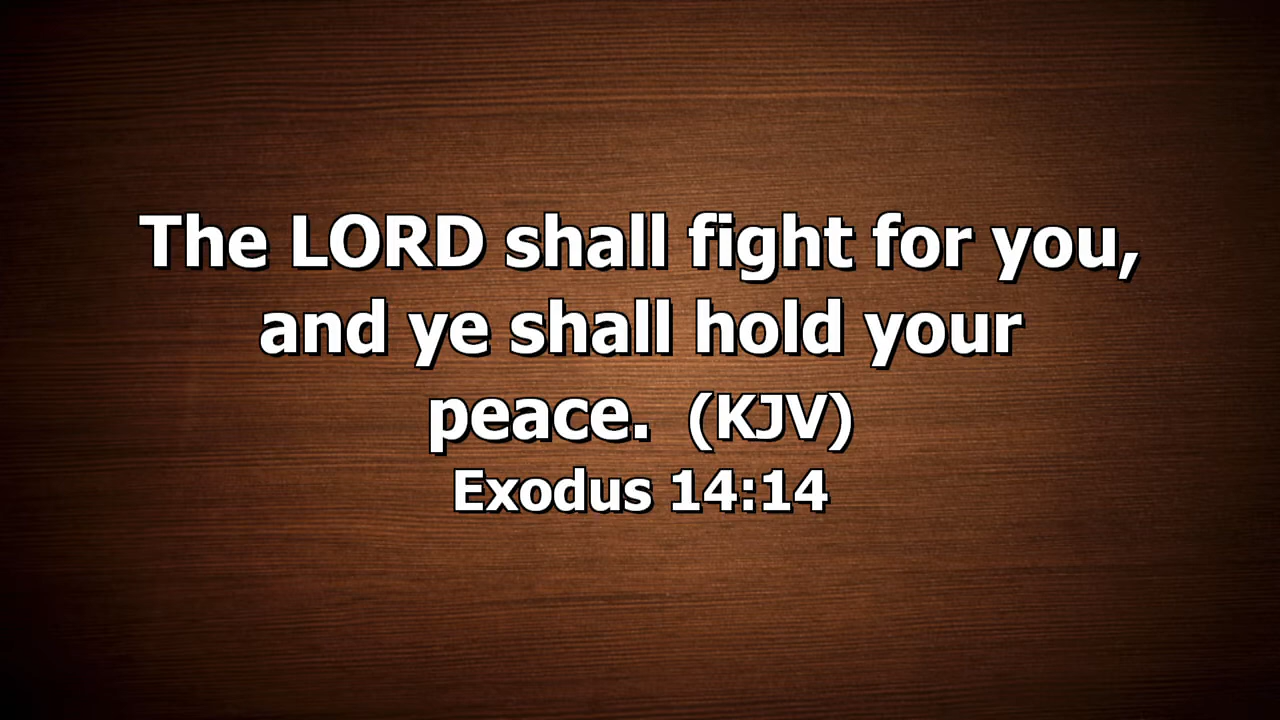 The LORD shall fight for you,
and ye shall hold your
peace. (KJV)
Exodus 14:14